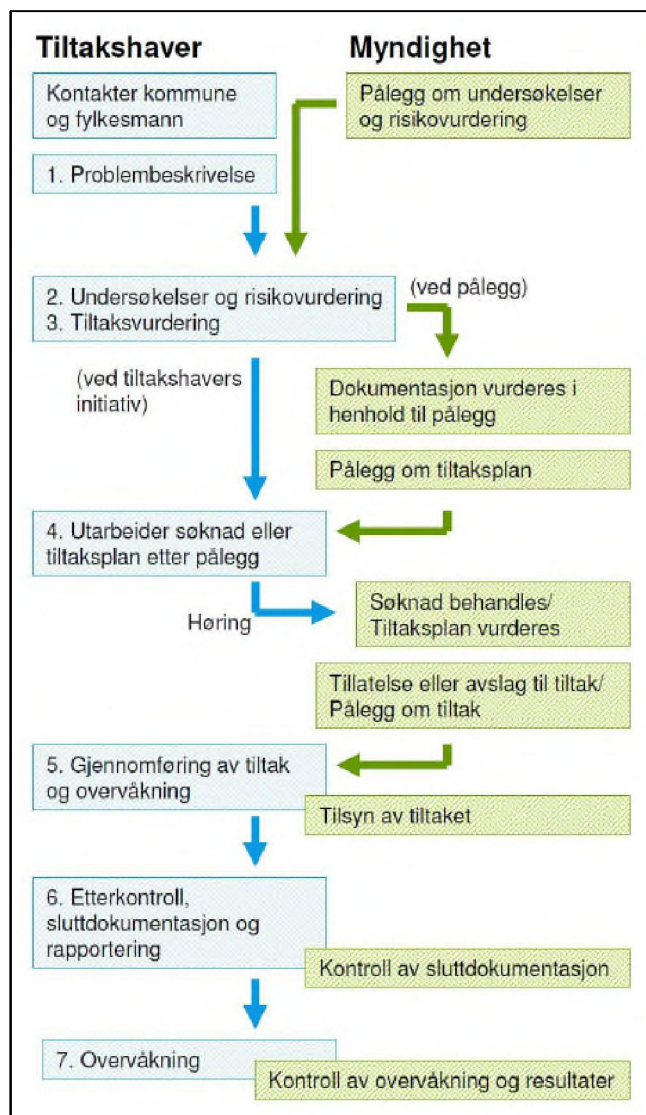 Tiltakshaver
Myndighet
Kontakter kommune
og fylkesmann
Pålegg om undersøkelser
og risikovurdering
1. Problembeskrivelse
2. Undersøkelser og risikovurdering
3. Tiltaksvurdering
(ved pålegg)
(ved tiltakshavers
initiativ)
Dokumentasjon vurderes i
henhold til pålegg
Pålegg om tiltaksplan
4. Utarbeider søknad eller
tiltaksplan etter pålegg
Høring
Søknad behandles/
Tiltaksplan vurderes
Tillatelse eller avslag til tiltak/
Pålegg om tiltak
5. Gjennomføring av tiltak
og overvåkning
Tilsyn av tiltaket
6. Etterkontroll,
sluttdokumentasjon og
rapportering
Kontroll av sluttdokumentasjon
7. Overvåkning
Kontroll av overvåkning og resultater